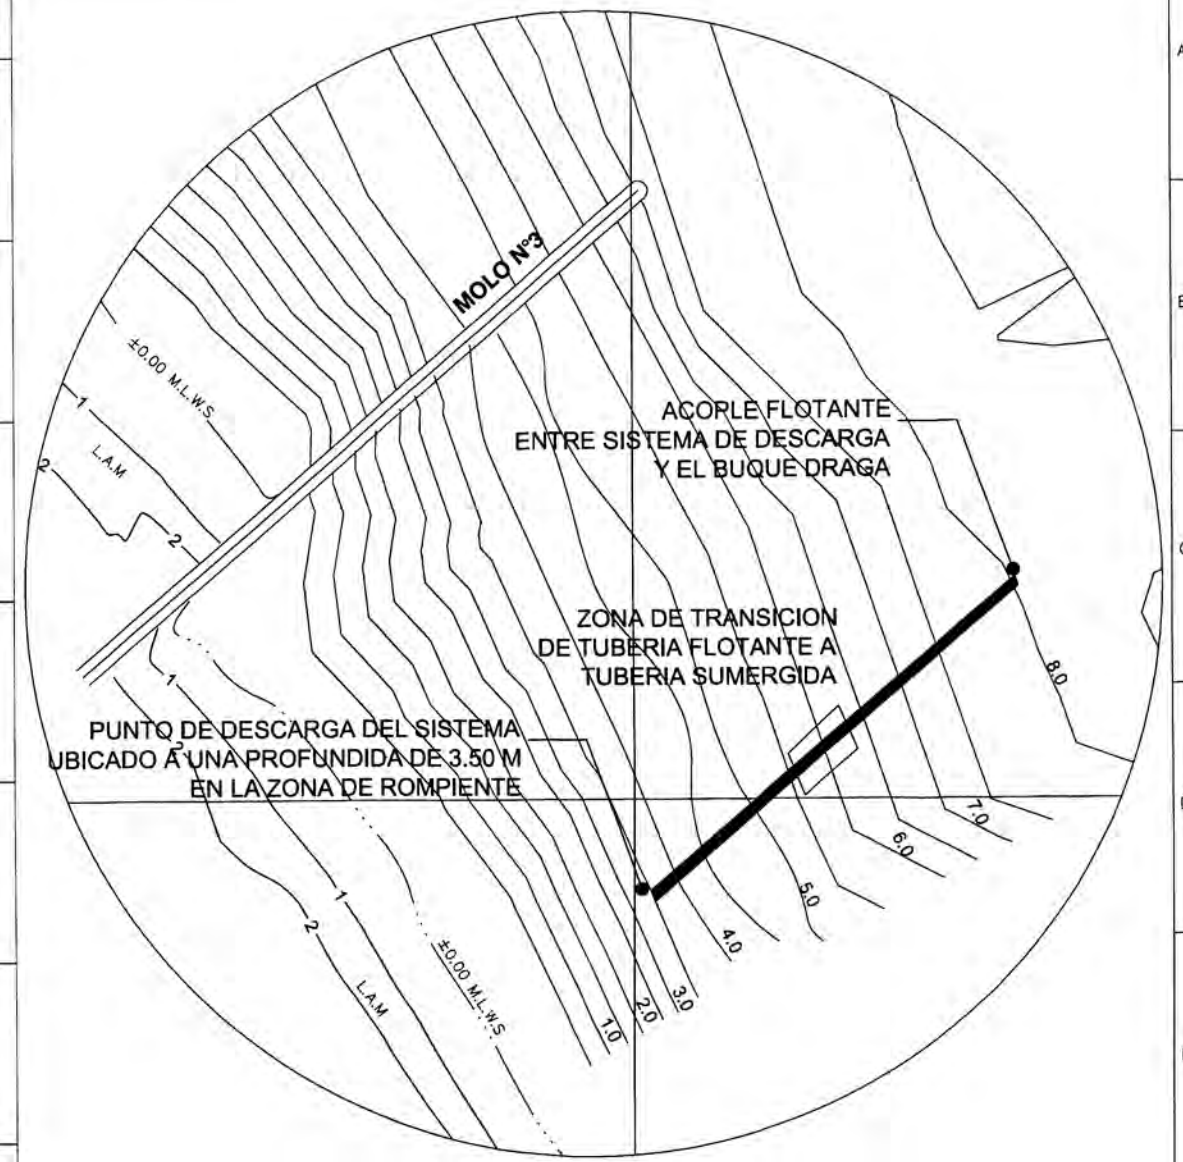 MOLO N°3
±0.00 M.L.W.S
1
L.A.M
2
2
ACOPLE FLOTANTE
ENTRE SISTEMA DE DESCARGA
Y EL BUQUE DRAGA
ZONA DE TRANSICION
DE TUBERIA FLOTANTE A
TUBERIA SUMERGIDA
8.0
1
PUNTO DE DESCARGA DEL SISTEMA
2
UBICADO A UNA PROFUNDIDA DE 3.50 M
EN LA ZONA DE ROMPIENTE
7.0
6.0
5.0
4.0
3.0
2.0
1.0
1
2
±0.00 M.L.W.S
L.A.M